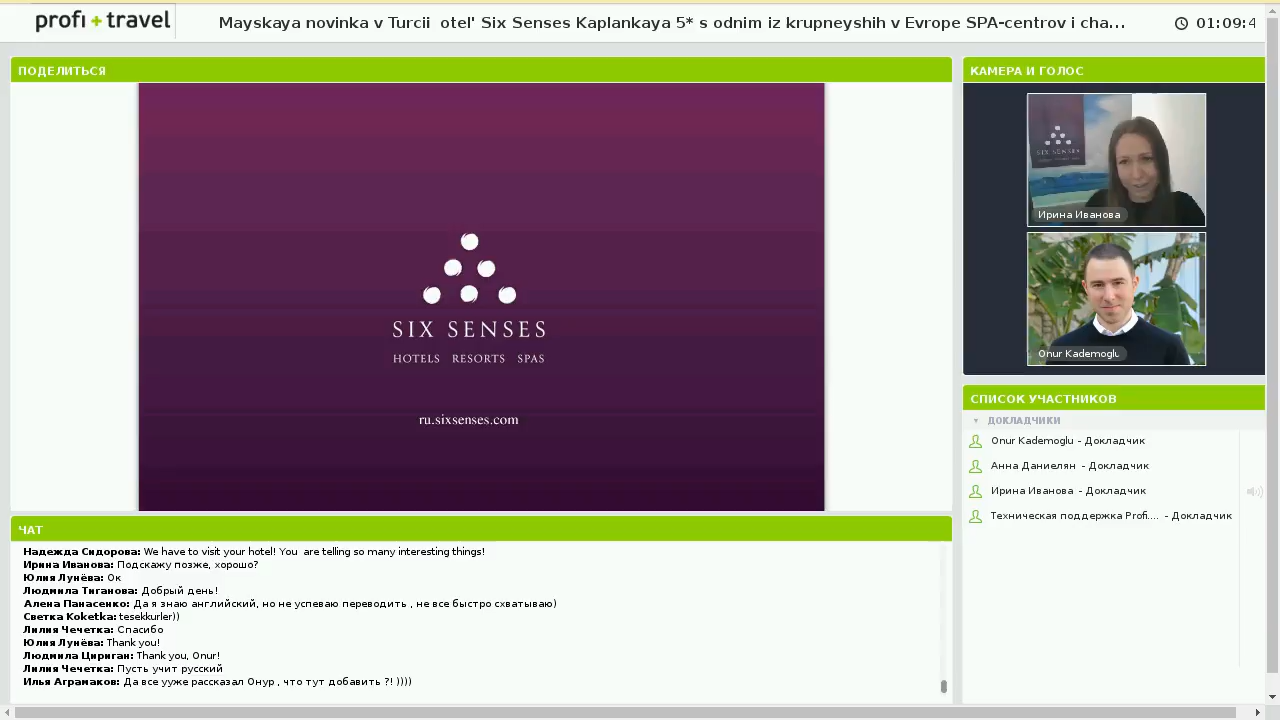 profi + travel
Mayskaya novinka v Turcii otel' Six Senses Kaplankaya 5* s odnim iz krupneyshih v Evrope SPA-centrov i cha...
01:09:4
ПОДЕЛИТЬСЯ
SIX SENSES
HOTELS RESORTS SPAS
ru.sixsenses.com
КАМЕРА И ГОЛОС
SIX SENSES
Ирина Иванова
Onur Kademoglu
СПИСОК УЧАСТНИКОВ
ДОКЛАДЧИКИ
Onur Kademoglu - Докладчик
Анна Даниелян - Докладчик
Ирина Иванова - Докладчик
Техническая поддержка Profi.... - Докладчик
ЧАТ
Надежда Сидорова: We have to visit your hotel! You are telling so many interesting things!
Ирина Иванова: Подскажу позже, хорошо?
Юлия Лунёва: Ок
Людмила Тиганова: Добрый день!
Алена Панасенко: Да я знаю английский, но не успеваю переводить , не все быстро схватываю)
Светка Koketka: tesekkurler))
Лилия Чечетка: Спасибо
Юлия Лунёва: Thank you!
Людмила Цириган: Thank you, Onur!
Лилия Чечетка: Пусть учит русский
Илья Аграмаков: Да все ууже рассказал Онур , что тут добавить ?! ))))